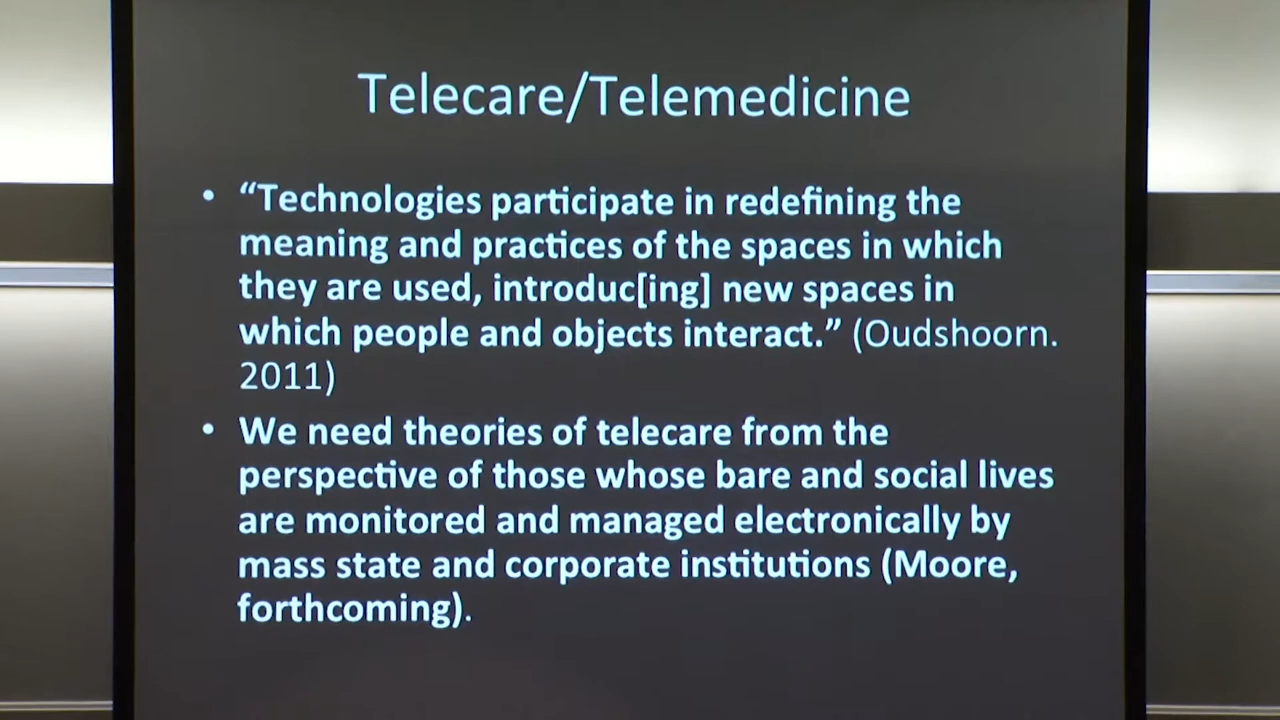 Telecare/Telemedicine
• “Technologies participate in redefining the
meaning and practices of the spaces in which
they are used, introduc[ing] new spaces in
which people and objects interact.” (Oudshoorn.
2011)
• We need theories of telecare from the
perspective of those whose bare and social lives
are monitored and managed electronically by
mass state and corporate institutions (Moore,
forthcoming).